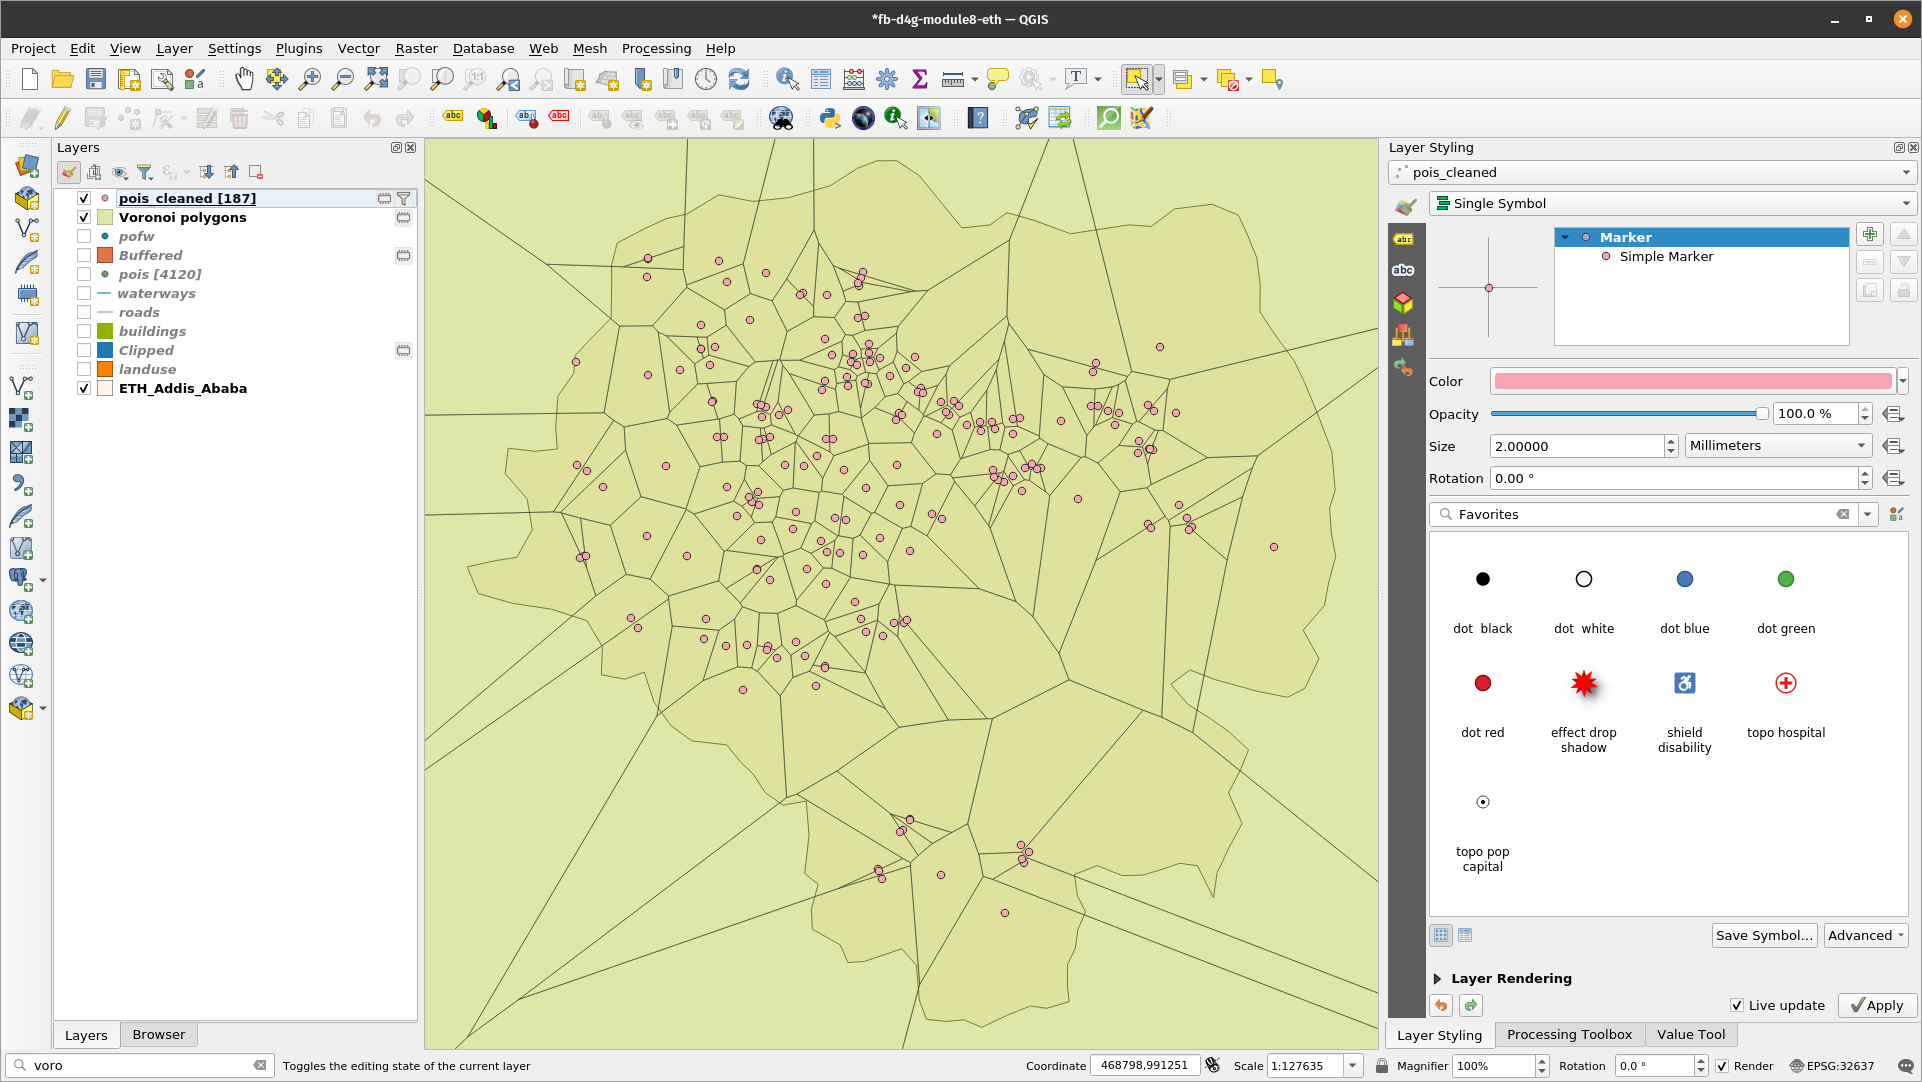 *fb-d4g-module8-eth — QGIS
Project Edit View Layer Settings Plugins Vector Raster Database Web Mesh Processing Help
Layers
pois_cleaned [187]
Voronoi polygons
pofw
Buffered
pois [4120]
waterways
roads
buildings
Clipped
landuse
ETH_Addis_Ababa
Layers Browser
Layer Styling
pois_cleaned
Single Symbol
Marker
Simple Marker
Color
Opacity 100.0 %
Size 2.00000 Millimeters
Rotation 0.00 °
Favorites
dot black dot white dot blue dot green
dot red effect drop shadow shield disability topo hospital
topo pop capital
Save Symbol... Advanced
Layer Rendering
Live update Apply
Layer Styling Processing Toolbox Value Tool
voro Toggles the editing state of the current layer Coordinate 468798,991251 Scale 1:127635 Magnifier 100% Rotation 0.0 ° Render EPSG:32637